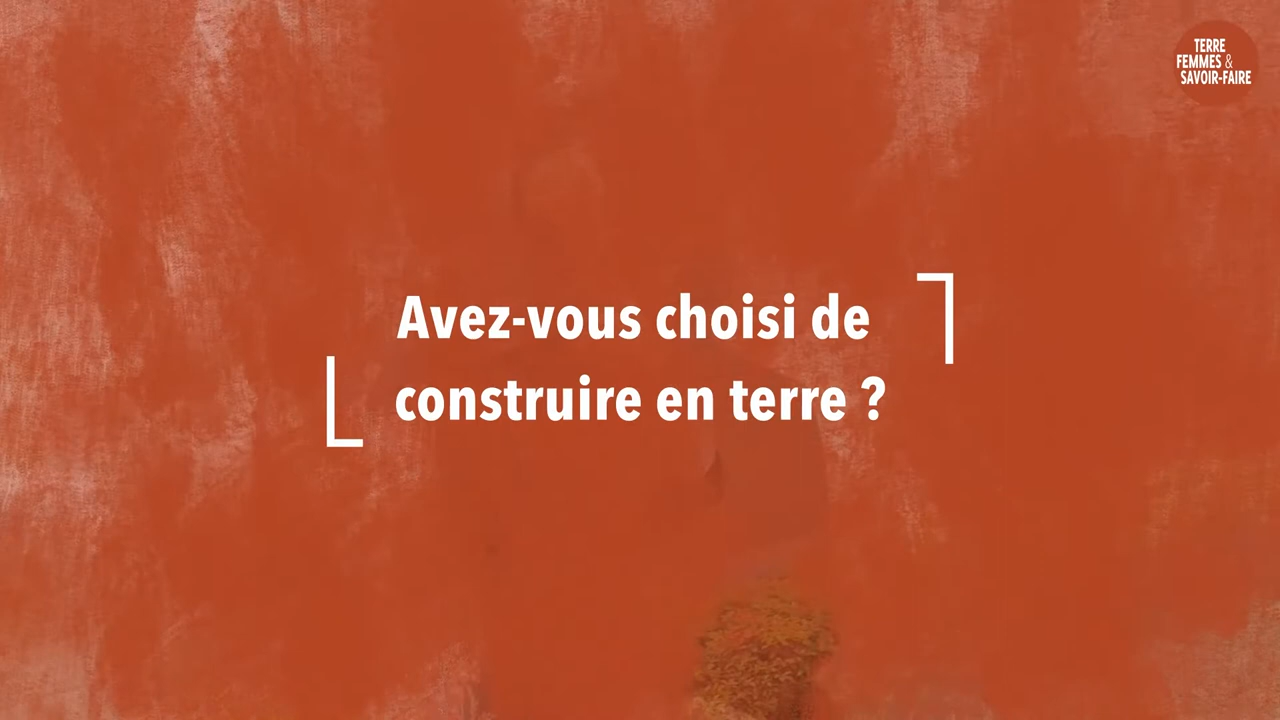 TERRE
FEMMES &
SAVOIR-FAIRE
Avez-vous choisi de
construire en terre ?